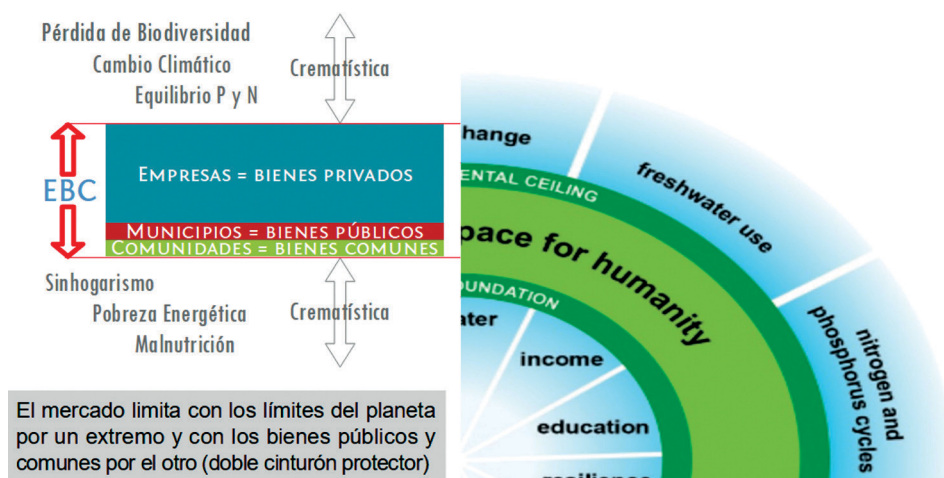 Pérdida de Biodiversidad
Cambio Climático
Equilibrio P y N
Crematística
EBC
EMPRESAS = BIENES PRIVADOS
MUNICIPIOS = BIENES PÚBLICOS
COMUNIDADES = BIENES COMUNES
Sinhogarismo
Pobreza Energética
Malnutrición
Crematística
El mercado limita con los límites del planeta
por un extremo y con los bienes públicos y
comunes por el otro (doble cinturón protector)
hange
freshwater use
nitrogen and
phosphorus cycles
ENTAL CEILING
pace for humanity
OUNDATION
ater
income
education